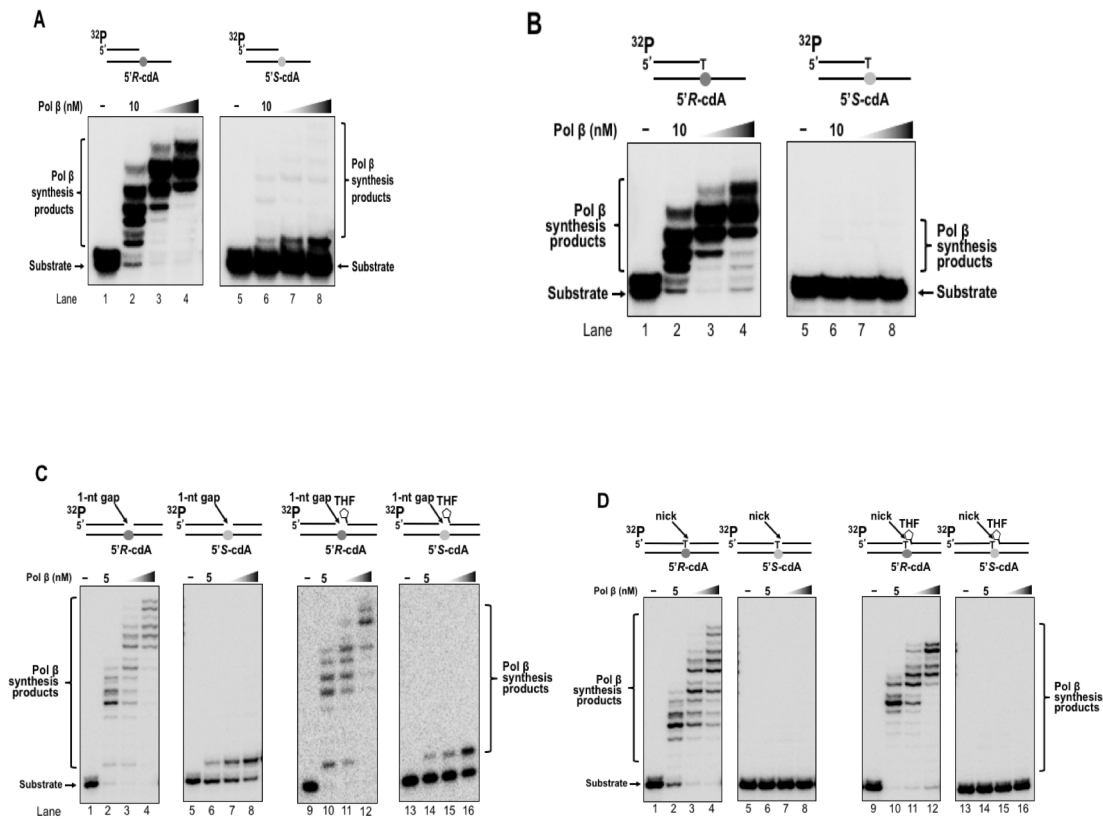 A
32P 32P
5' 5'
5'R-cdA 5'S-cdA
Pol β (nM) – 10 – 10
Pol β synthesis products
Pol β synthesis products
Substrate Substrate
Lane 1 2 3 4 5 6 7 8
B
32P 32P
5' T 5' T
5'R-cdA 5'S-cdA
Pol β (nM) – 10 – 10
Pol β synthesis products
Pol β synthesis products
Substrate Substrate
Lane 1 2 3 4 5 6 7 8
C
1-nt gap 1-nt gap 1-nt gap THF 1-nt gap THF
32P 32P 32P 32P
5' 5' 5' 5'
5'R-cdA 5'S-cdA 5'R-cdA 5'S-cdA
Pol β (nM) – 5 – 5 – 5 – 5
Pol β synthesis products
Pol β synthesis products
Substrate
Lane 1 2 3 4 5 6 7 8 9 10 11 12 13 14 15 16
D
nick nick nick THF nick THF
32P 32P 32P 32P
5' T 5' T 5' T 5' T
5'R-cdA 5'S-cdA 5'R-cdA 5'S-cdA
Pol β (nM) – 5 – 5 – 5 – 5
Pol β synthesis products
Pol β synthesis products
Substrate
Lane 1 2 3 4 5 6 7 8 9 10 11 12 13 14 15 16